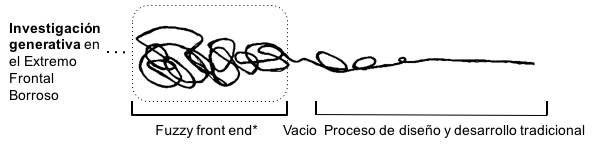 Investigación
generativa en
el Extremo
Frontal
Borroso
...
Fuzzy front end*
Vacio
Proceso de diseño y desarrollo tradicional